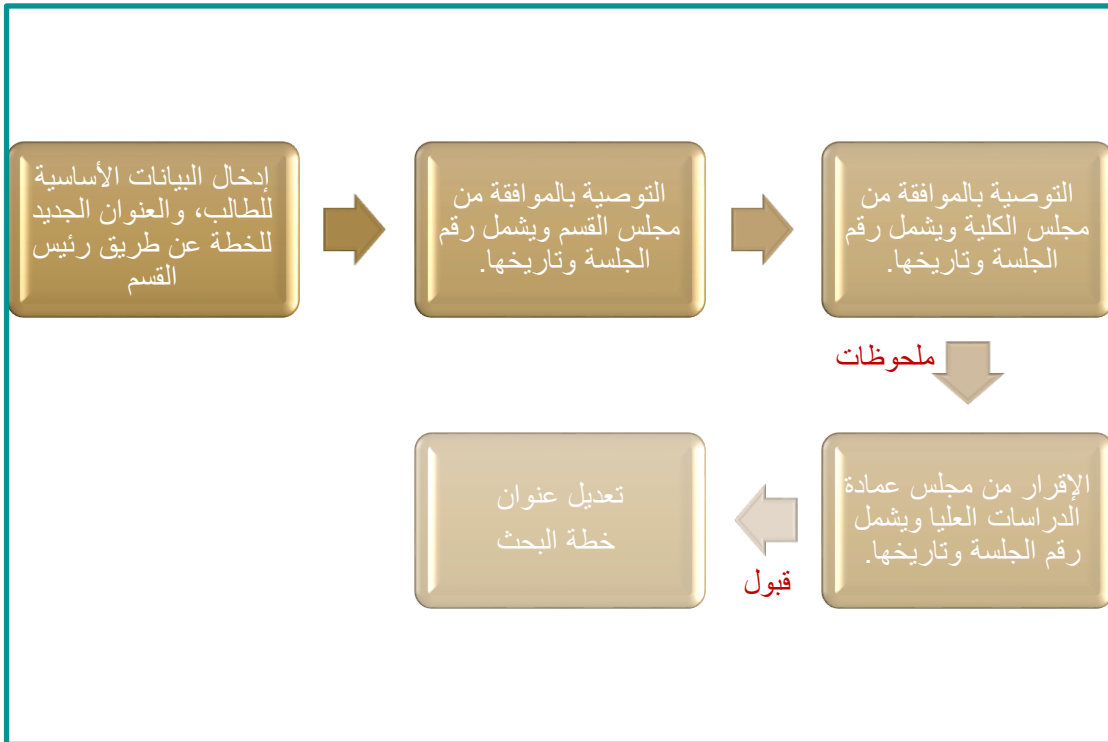 إدخال البيانات الأساسية
للطالب، والعنوان الجديد
للخطة عن طريق رئيس
القسم
التوصية بالموافقة من
مجلس القسم ويشمل رقم
الجلسة وتاريخها.
التوصية بالموافقة من
مجلس الكلية ويشمل رقم
الجلسة وتاريخها.
ملحوظات
الإقرار من مجلس عمادة
الدراسات العليا ويشمل
رقم الجلسة وتاريخها.
قبول
تعديل عنوان
خطة البحث